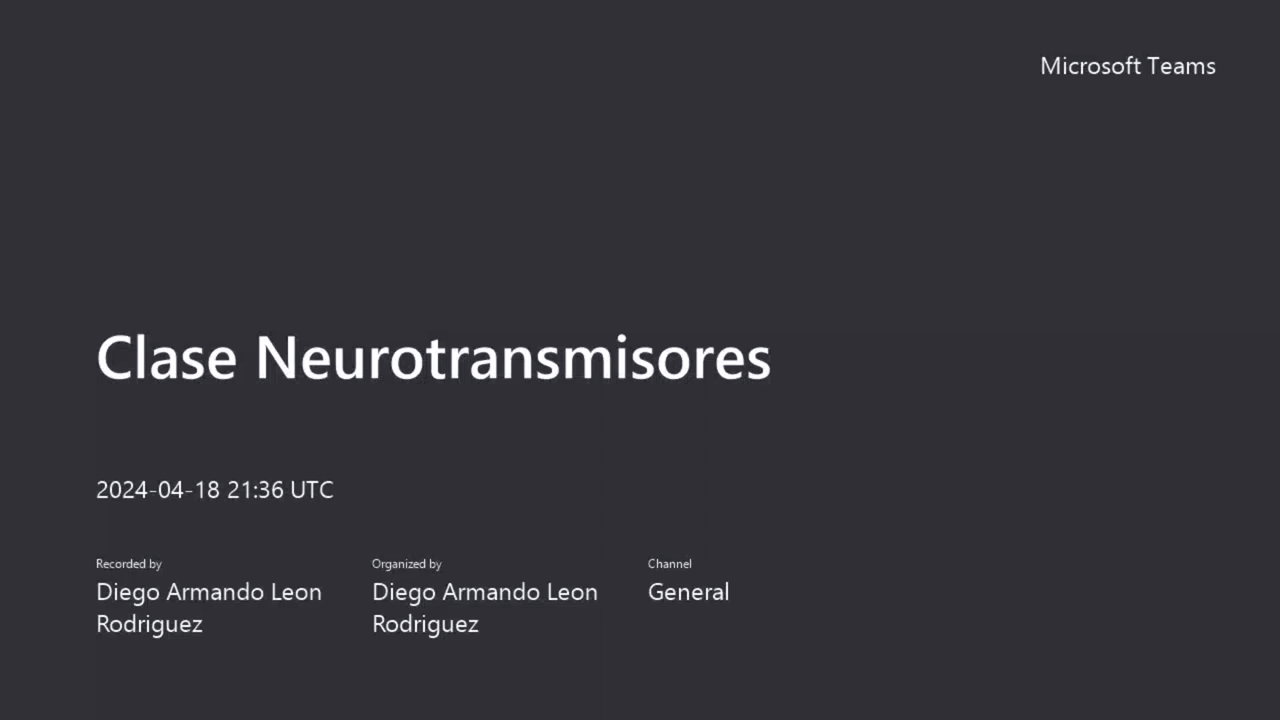 Microsoft Teams
Clase Neurotransmisores
2024-04-18 21:36 UTC
Recorded by
Diego Armando Leon
Rodriguez
Organized by
Diego Armando Leon
Rodriguez
Channel
General